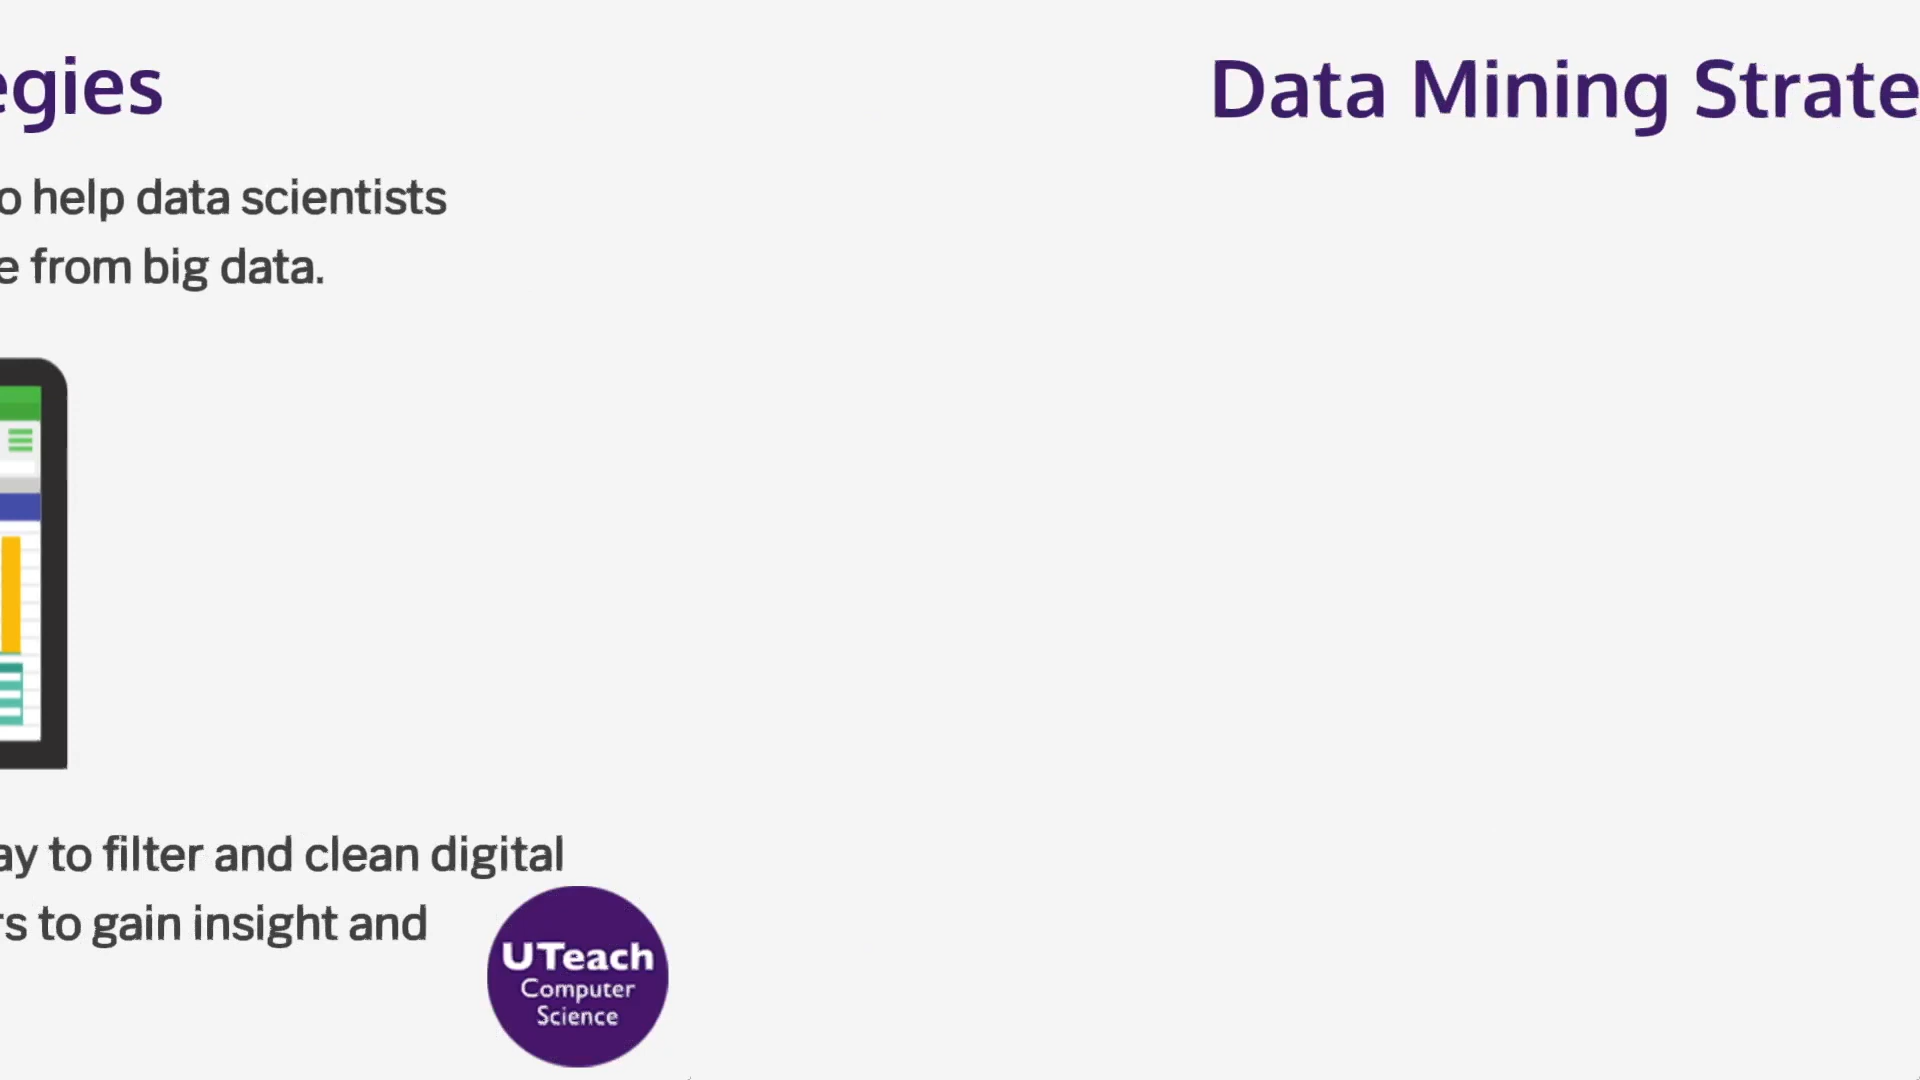 egies
o help data scientists
e from big data.
ay to filter and clean digital
rs to gain insight and
UTeach
Computer
Science
Data Mining Strate